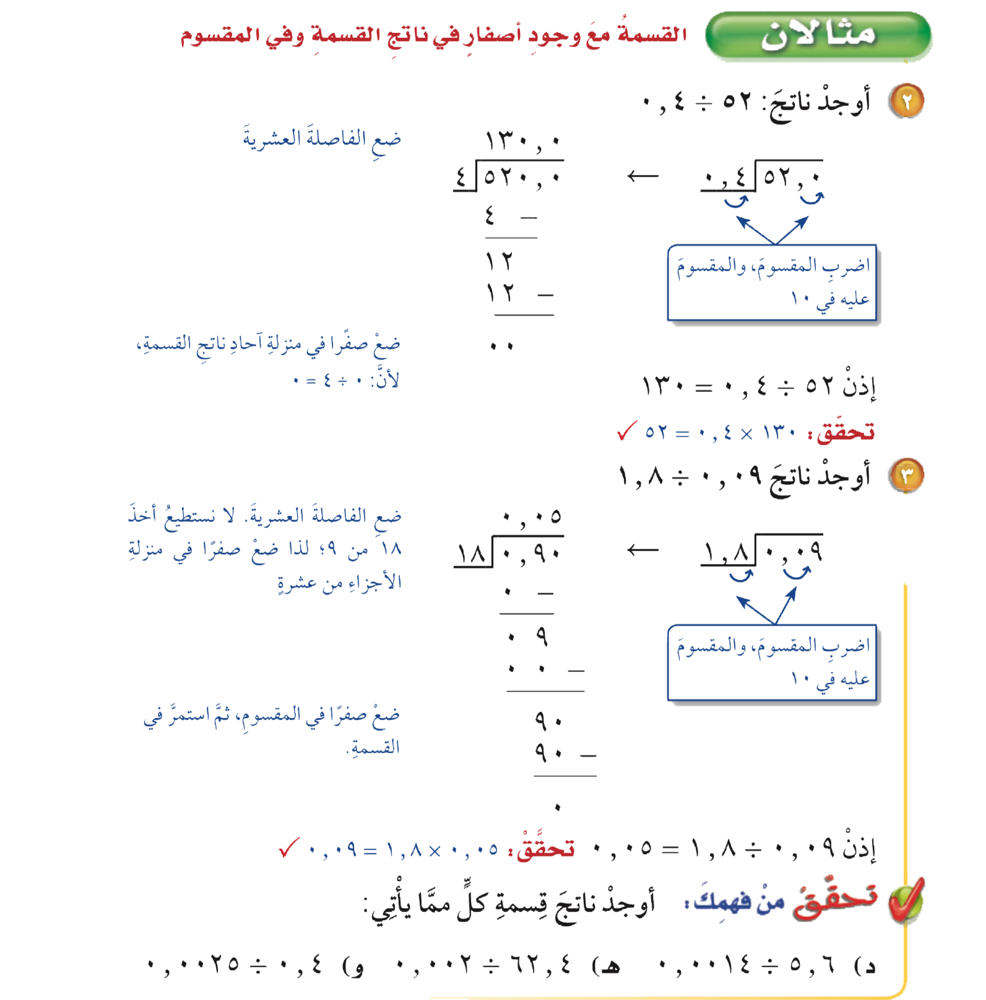 مثالان القسمةُ معَ وجودِ أصفارٍ في ناتجِ القسمةِ وفي المقسوم
٢ أوجدْ ناتجَ: ٥٢ ÷ ٠,٤
٠,٤ ٥٢,٠
←
١٣٠,٠
٤ ٥٢٠,٠
٤ −
١٢
١٢ −
٠٠
ضعِ الفاصلةَ العشريةَ
اضربِ المقسومَ، والمقسومَ
عليه في ١٠
ضعْ صفرًا في منزلةِ آحادِ ناتجِ القسمةِ،
لأنَّ: ٠ ÷ ٤ = ٠
إذنْ ٥٢ ÷ ٠,٤ = ١٣٠
تحقّق: ١٣٠ × ٠,٤ = ٥٢ ✓
٣ أوجدْ ناتجَ ٠,٠٩ ÷ ١,٨
١,٨ ٠,٠٩
←
٠,٠٥
١٨ ٠,٩٠
٠ −
٠٩
٠٠ −
٩٠
٩٠ −
٠
ضعِ الفاصلةَ العشريةَ. لا نستطيعُ أخذَ
١٨ من ٩؛ لذا ضعْ صفرًا في منزلةِ
الأجزاءِ من عشرةٍ
اضربِ المقسومَ، والمقسومَ
عليه في ١٠
ضعْ صفرًا في المقسومِ، ثمَّ استمرَّ في
القسمةِ.
إذنْ ٠,٠٩ ÷ ١,٨ = ٠,٠٥ تحقَّقْ: ٠,٠٥ × ١,٨ = ٠,٠٩ ✓
تحقَّقْ منْ فهمِكَ: أوجدْ ناتجَ قِسمةِ كلٍّ ممَّا يأْتِي:
د) ٥,٦ ÷ ٠,٠٠١٤ هـ) ٦٢,٤ ÷ ٠,٠٠٢ و) ٠,٤ ÷ ٠,٠٠٢٥